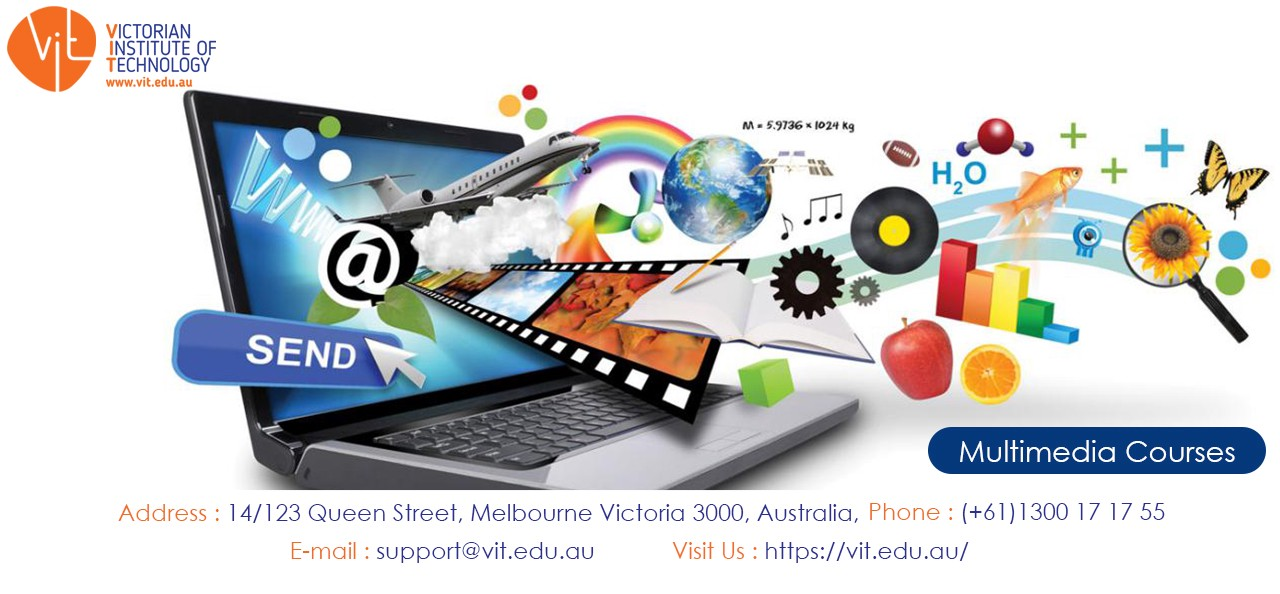 vit
VICTORIAN
INSTITUTE OF
TECHNOLOGY
www.vit.edu.au
www.
@
SEND
M = 5.9736 x 1024 kg
H2O
Multimedia Courses
Address : 14/123 Queen Street, Melbourne Victoria 3000, Australia, Phone : (+61)1300 17 17 55
E-mail : support@vit.edu.au Visit Us : https://vit.edu.au/